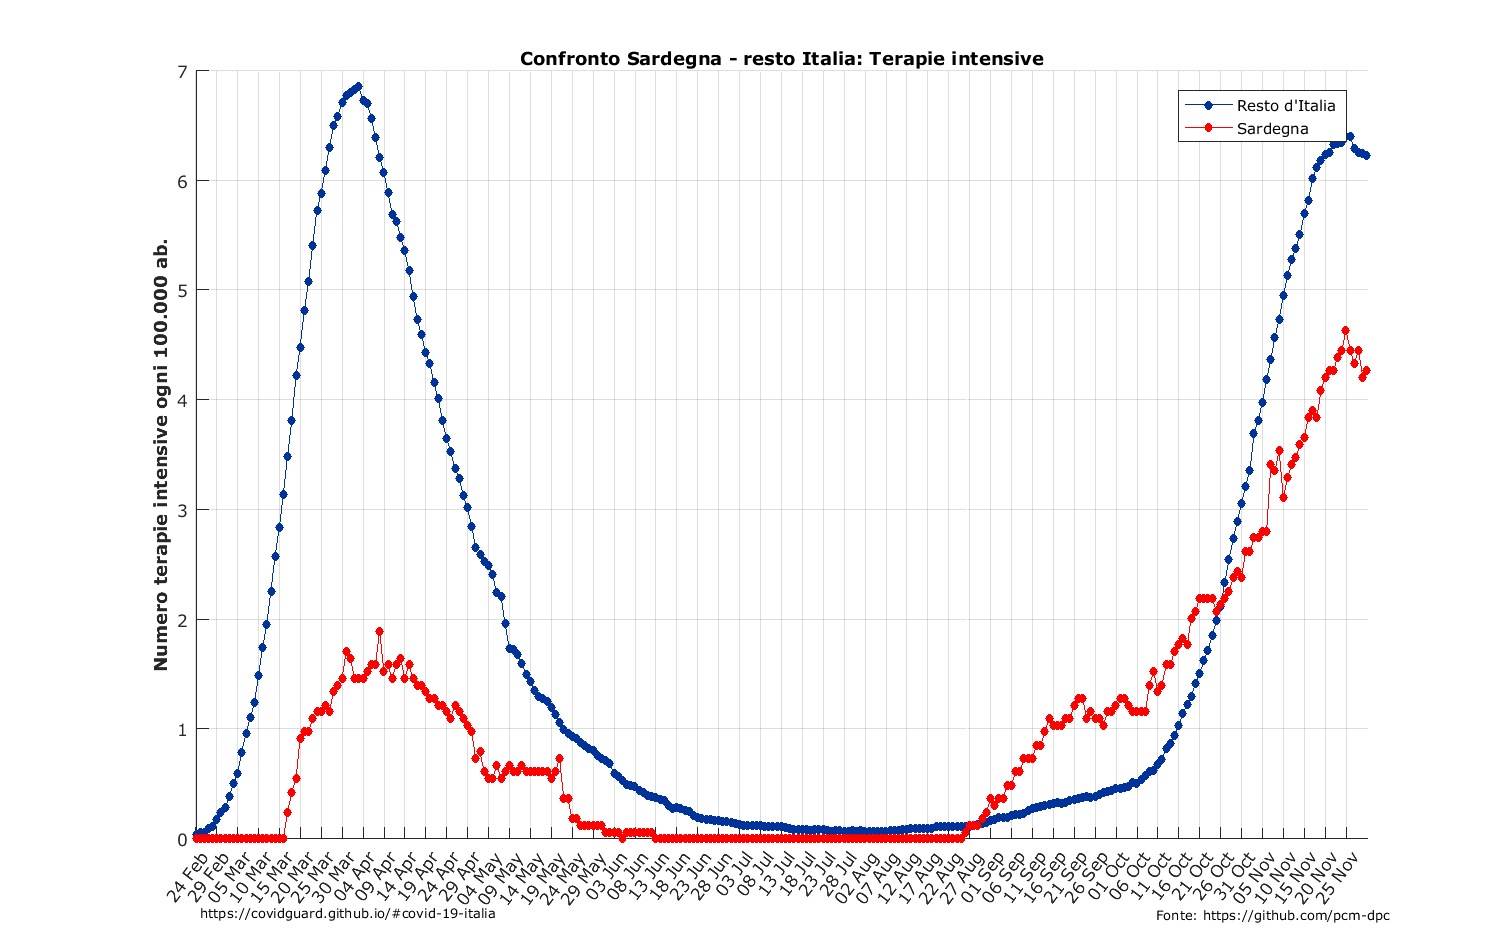 Confronto Sardegna - resto Italia: Terapie intensive
Resto d'Italia
Sardegna
Numero terapie intensive ogni 100.000 ab.
7
6
5
4
3
2
1
0
24 Feb
29 Feb
05 Mar
10 Mar
15 Mar
20 Mar
25 Mar
30 Mar
04 Apr
09 Apr
14 Apr
19 Apr
24 Apr
29 Apr
04 May
09 May
14 May
19 May
24 May
29 May
03 Jun
08 Jun
13 Jun
18 Jun
23 Jun
28 Jun
03 Jul
08 Jul
13 Jul
18 Jul
23 Jul
28 Jul
02 Aug
07 Aug
12 Aug
17 Aug
22 Aug
27 Aug
01 Sep
06 Sep
11 Sep
16 Sep
21 Sep
26 Sep
01 Oct
06 Oct
11 Oct
16 Oct
21 Oct
26 Oct
31 Oct
05 Nov
10 Nov
15 Nov
20 Nov
25 Nov
https://covidguard.github.io/#covid-19-italia
Fonte: https://github.com/pcm-dpc